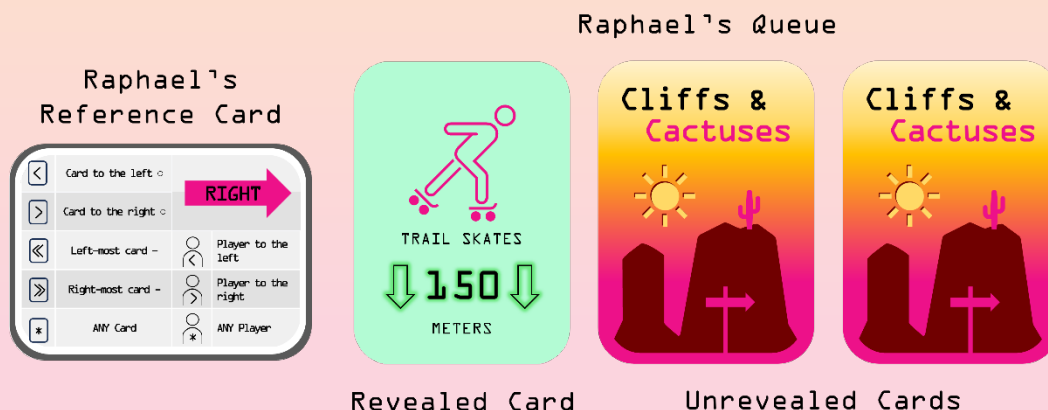 Raphael's Queue
Raphael's
Reference Card
< Card to the left ○
RIGHT
> Card to the right ○
≪ Left-most card –
< Player to the
left
≫ Right-most card –
> Player to the
right
* ANY Card
* ANY Player
TRAIL SKATES
150
METERS
Cliffs &
Cactuses
Cliffs &
Cactuses
Revealed Card
Unrevealed Cards